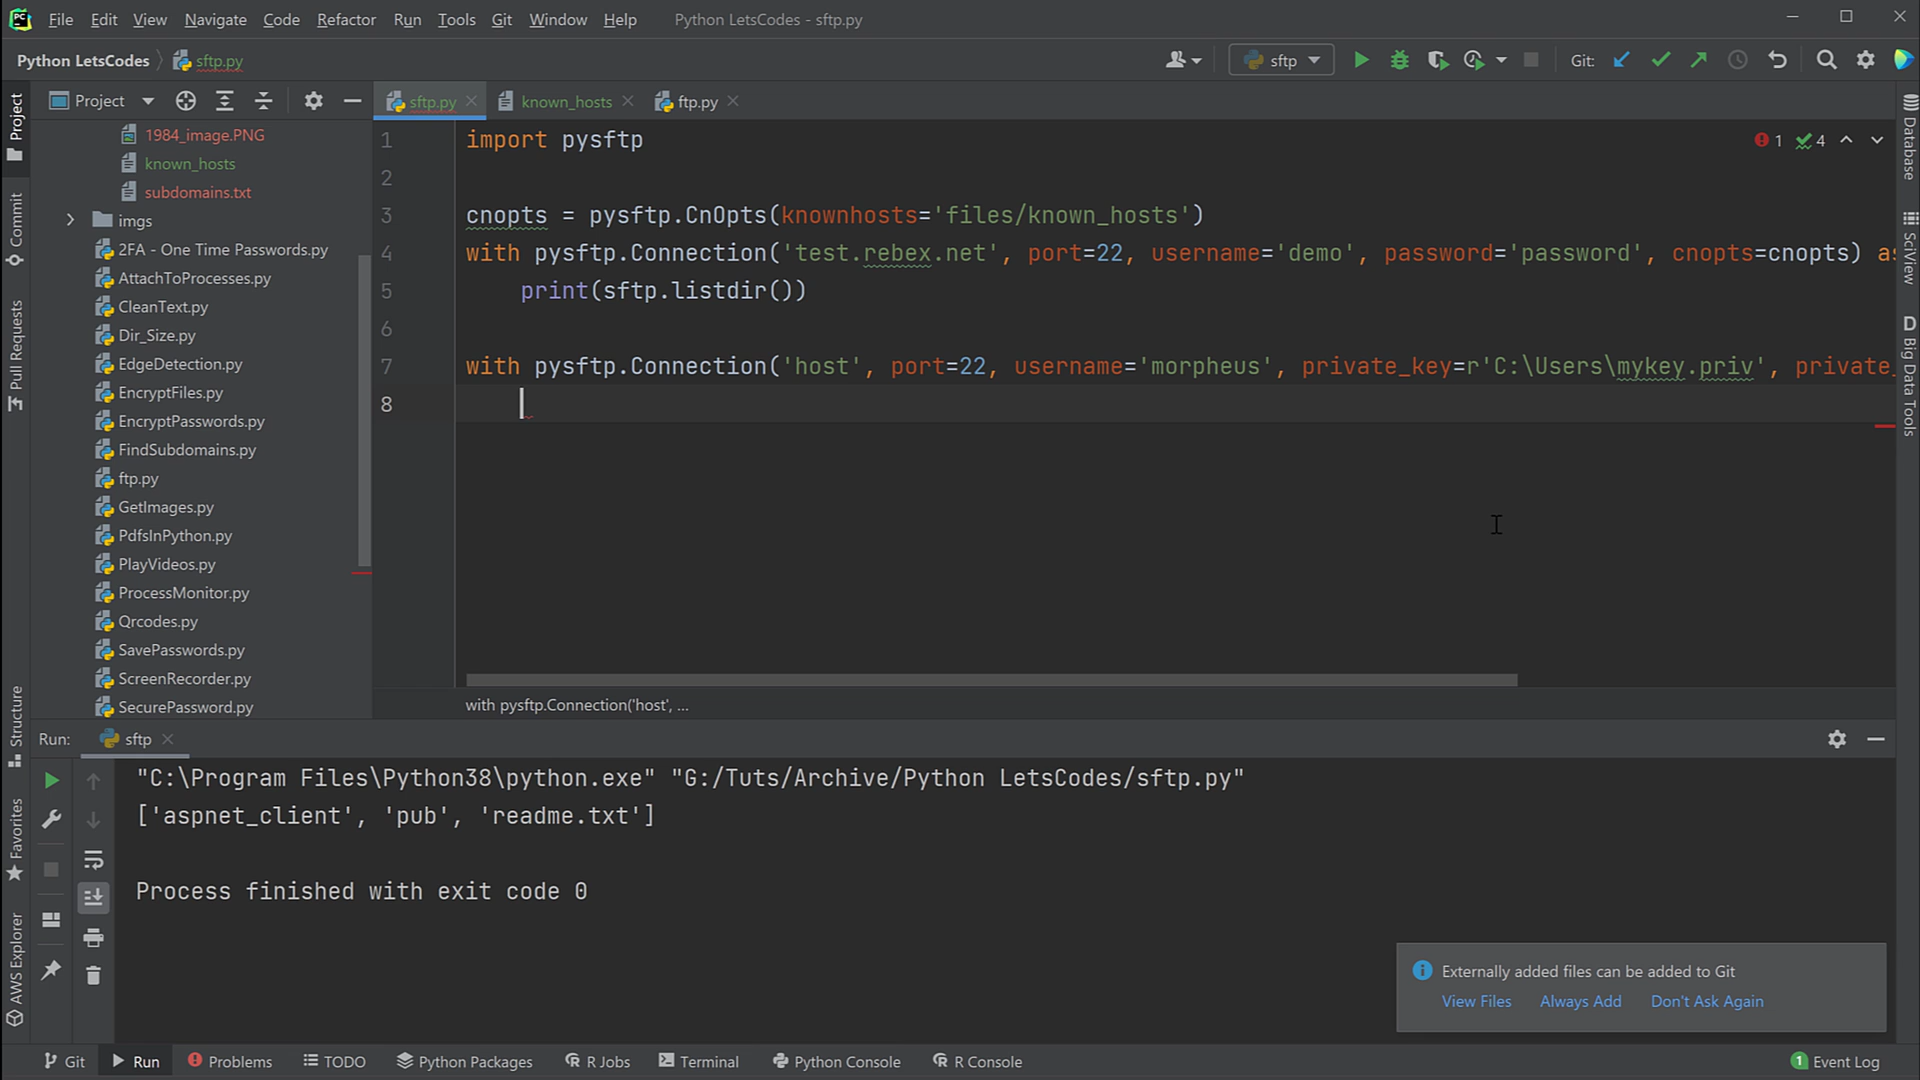 File Edit View Navigate Code Refactor Run Tools Git Window Help Python LetsCodes - sftp.py
Python LetsCodes sftp.py sftp Git:
Project
sftp.py known_hosts ftp.py
1984_image.PNG
known_hosts
subdomains.txt
imgs
2FA - One Time Passwords.py
AttachToProcesses.py
CleanText.py
Dir_Size.py
EdgeDetection.py
EncryptFiles.py
EncryptPasswords.py
FindSubdomains.py
ftp.py
GetImages.py
PdfsInPython.py
PlayVideos.py
ProcessMonitor.py
Qrcodes.py
SavePasswords.py
ScreenRecorder.py
SecurePassword.py
1 import pysftp
2
3 cnopts = pysftp.CnOpts(knownhosts='files/known_hosts')
4 with pysftp.Connection('test.rebex.net', port=22, username='demo', password='password', cnopts=cnopts) as
5 print(sftp.listdir())
6
7 with pysftp.Connection('host', port=22, username='morpheus', private_key=r'C:\Users\mykey.priv', private_
8
1 4
with pysftp.Connection('host', ...
Project
Commit
Pull Requests
Structure
Favorites
AWS Explorer
Database
SciView
D Big Data Tools
Run: sftp
"C:\Program Files\Python38\python.exe" "G:/Tuts/Archive/Python LetsCodes/sftp.py"
['aspnet_client', 'pub', 'readme.txt']
Process finished with exit code 0
Externally added files can be added to Git
View Files Always Add Don't Ask Again
Git Run Problems TODO Python Packages R Jobs Terminal Python Console R Console 1 Event Log